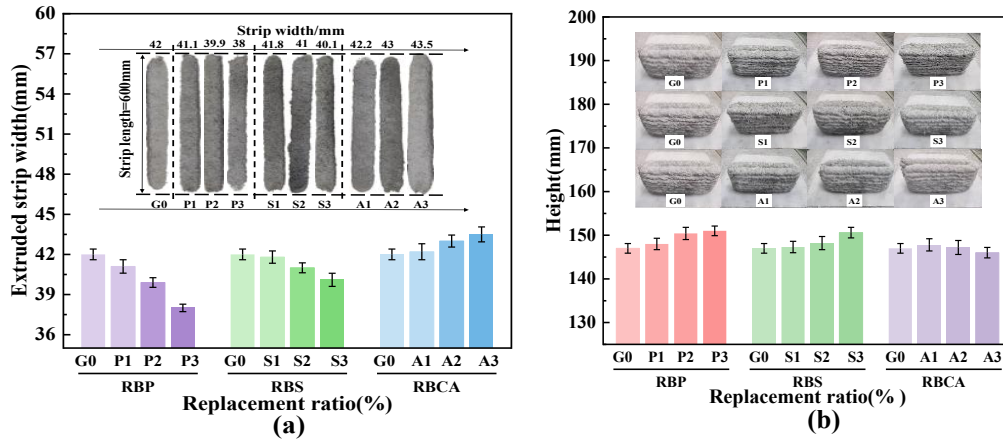 Strip width/mm
42 41.1 39.9 38 41.8 41 40.1 42.2 43 43.5
Strip length=600mm
G0 P1 P2 P3 S1 S2 S3 A1 A2 A3
Extruded strip width(mm)
60
57
54
51
48
45
42
39
36
G0 P1 P2 P3 G0 S1 S2 S3 G0 A1 A2 A3
RBP RBS RBCA
Replacement ratio(%)
(a)
Height(mm)
200
190
180
170
160
150
140
130
G0 P1 P2 P3
G0 S1 S2 S3
G0 A1 A2 A3
G0 P1 P2 P3 G0 S1 S2 S3 G0 A1 A2 A3
RBP RBS RBCA
Replacement ratio(% )
(b)